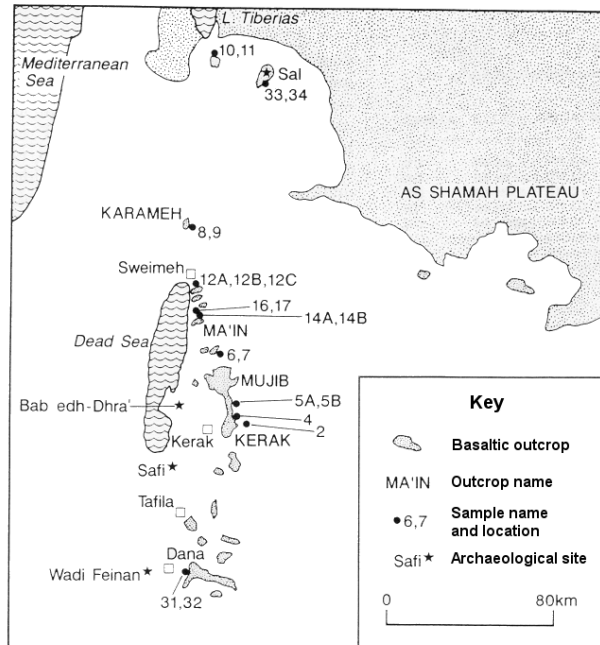 L. Tiberias
Mediterranean
Sea
10,11
Sal
33,34
AS SHAMAH PLATEAU
KARAMEH
8,9
Sweimeh
12A,12B,12C
16,17
14A,14B
MA'IN
Dead Sea
6,7
MUJIB
5A,5B
Bab edh-Dhra'
4
2
Kerak
KERAK
Safi
Tafila
Dana
Wadi Feinan
31,32
Key
Basaltic outcrop
MA'IN Outcrop name
6,7 Sample name
and location
Safi Archaeological site
0 80km